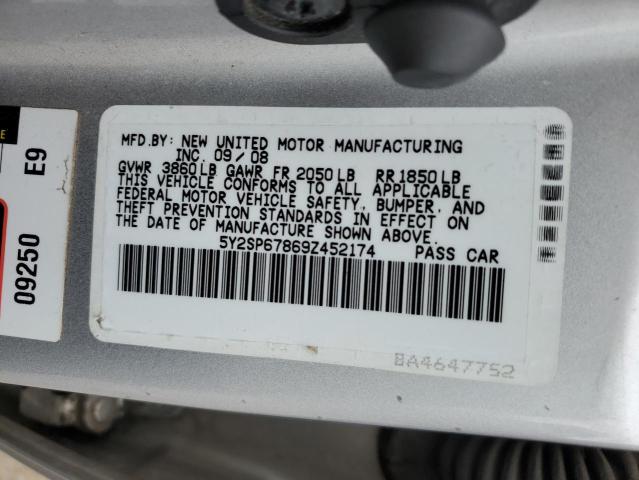 MFD.BY: NEW UNITED MOTOR MANUFACTURING
INC. 09/08
GVWR 3860LB GAWR FR 2050LB RR1850LB
THIS VEHICLE CONFORMS TO ALL APPLICABLE
FEDERAL MOTOR VEHICLE SAFETY, BUMPER, AND
THEFT PREVENTION STANDARDS IN EFFECT ON
THE DATE OF MANUFACTURE SHOWN ABOVE.
5Y2SP67869Z452174 PASS CAR
BA4647752
09250 E9